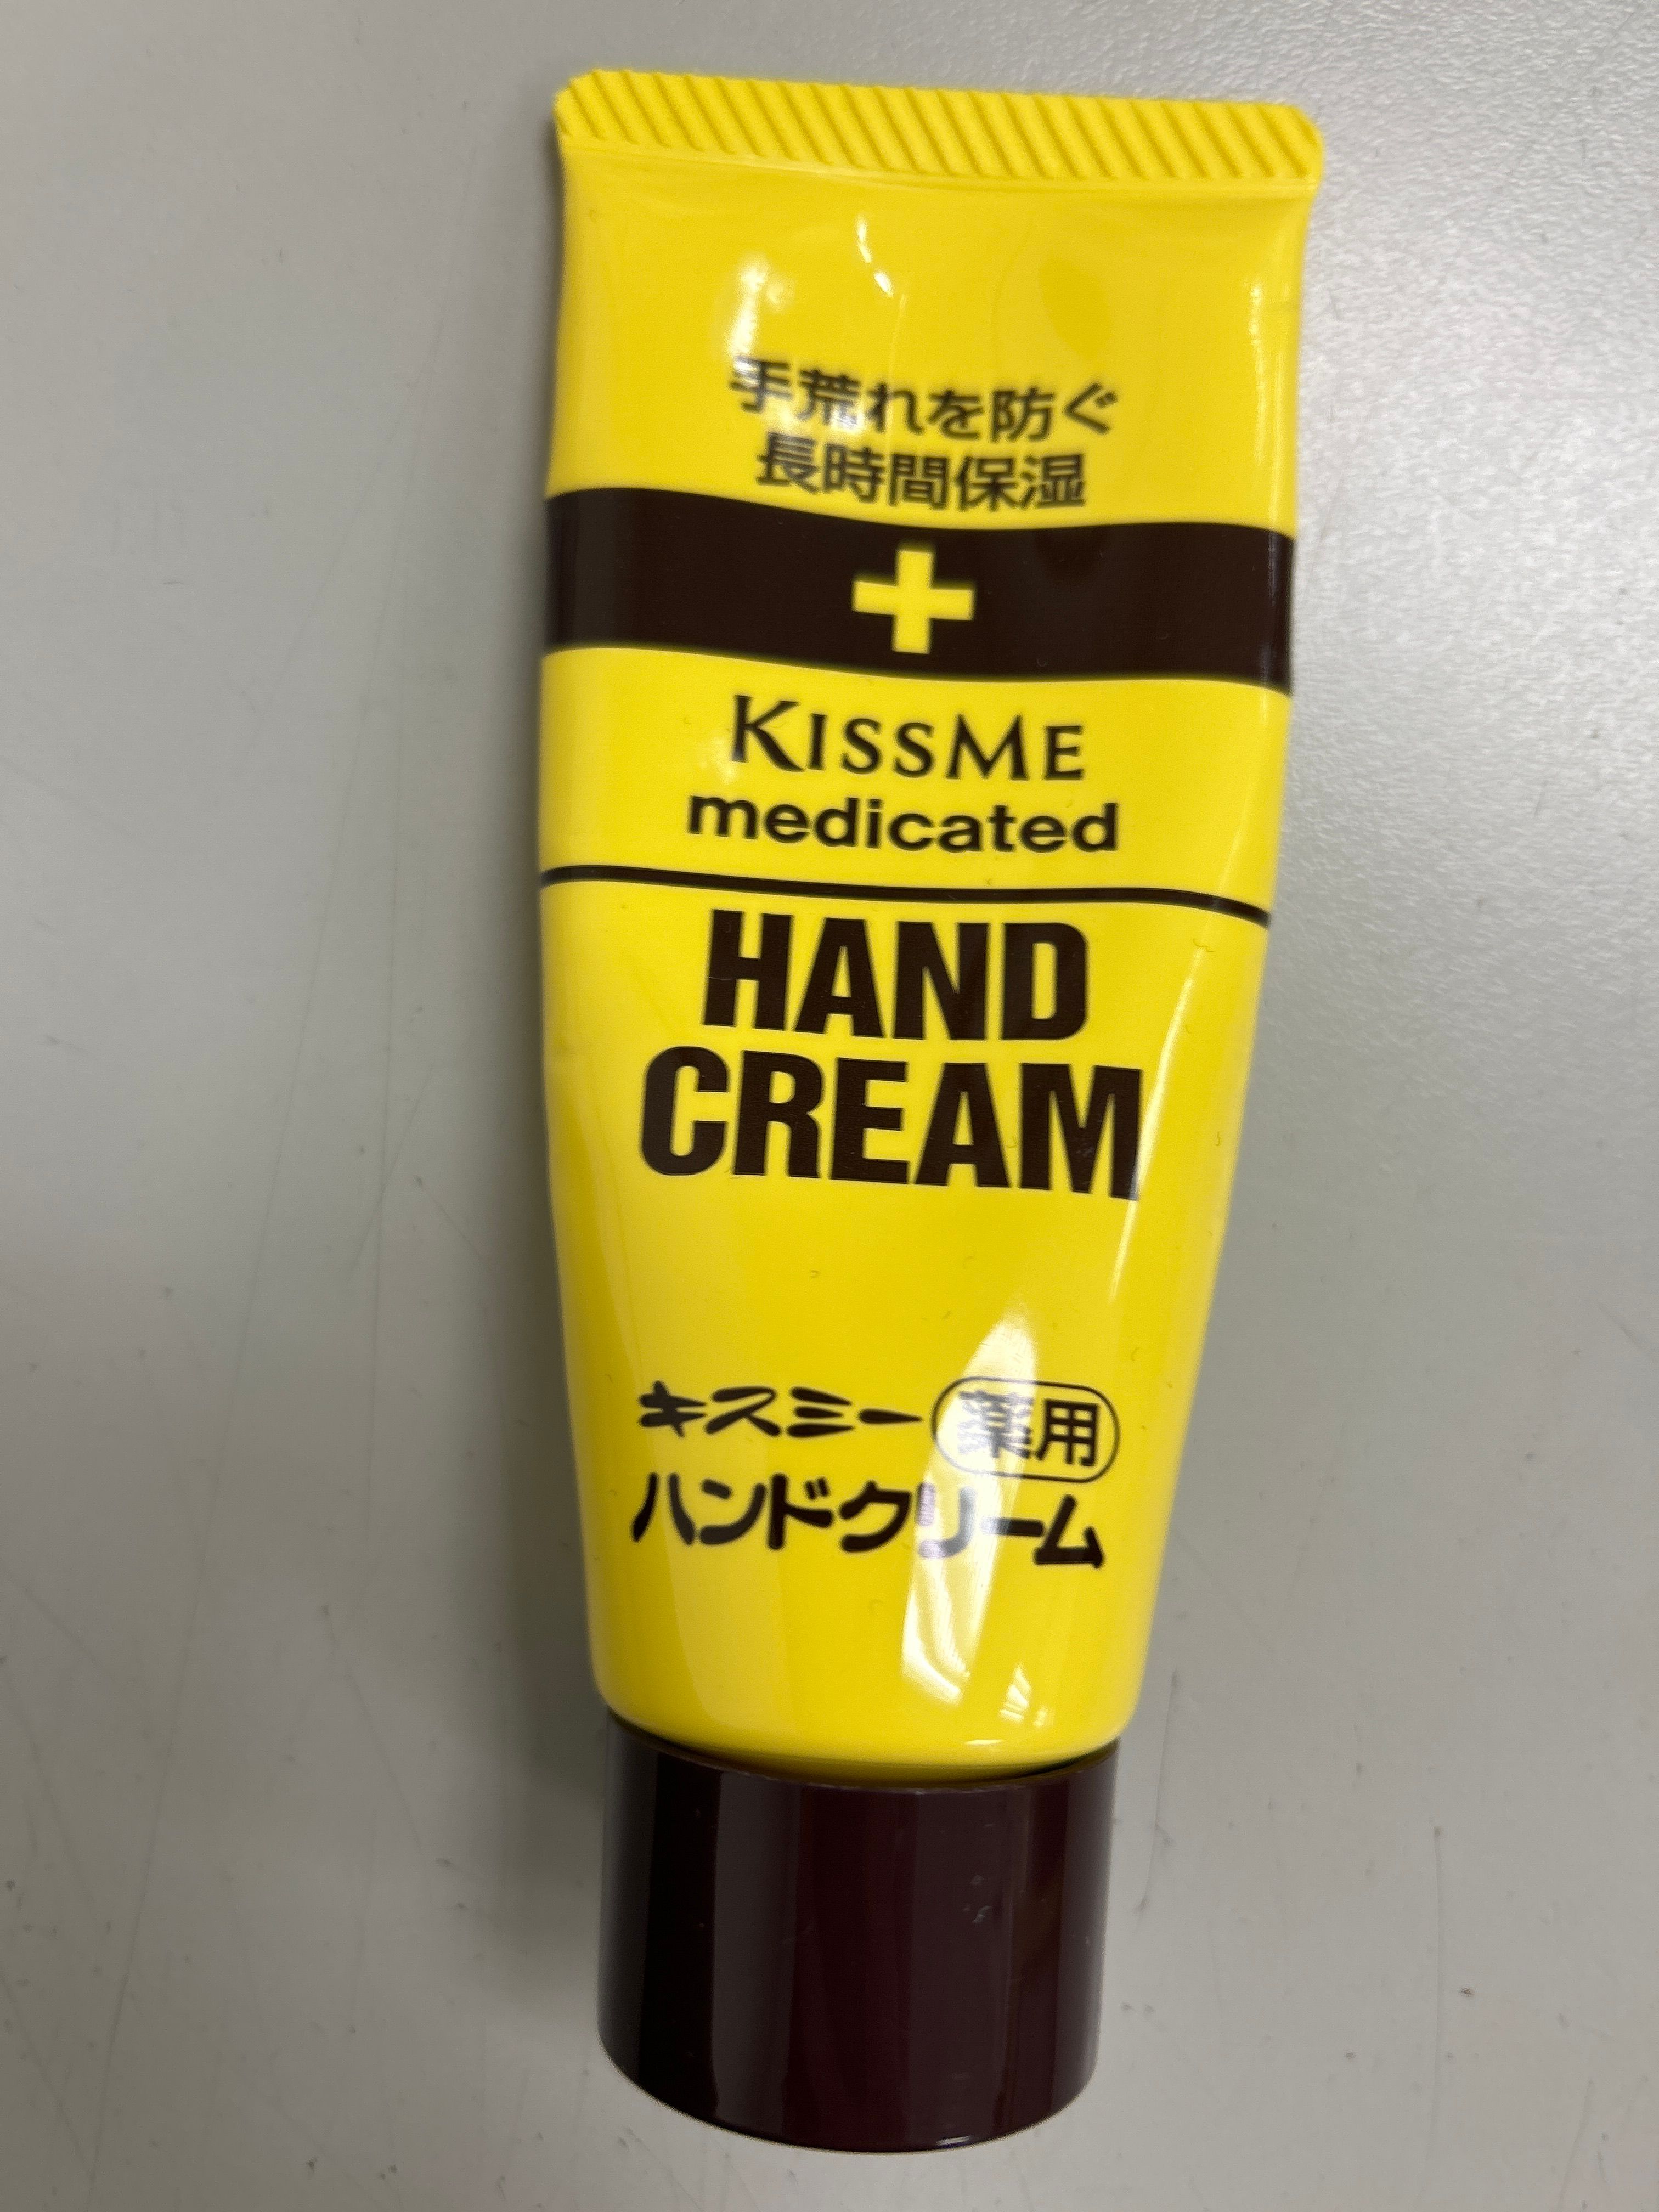 手荒れを防ぐ
長時間保湿
KISSME
medicated
HAND
CREAM
キスミー 薬用
ハンドクリーム